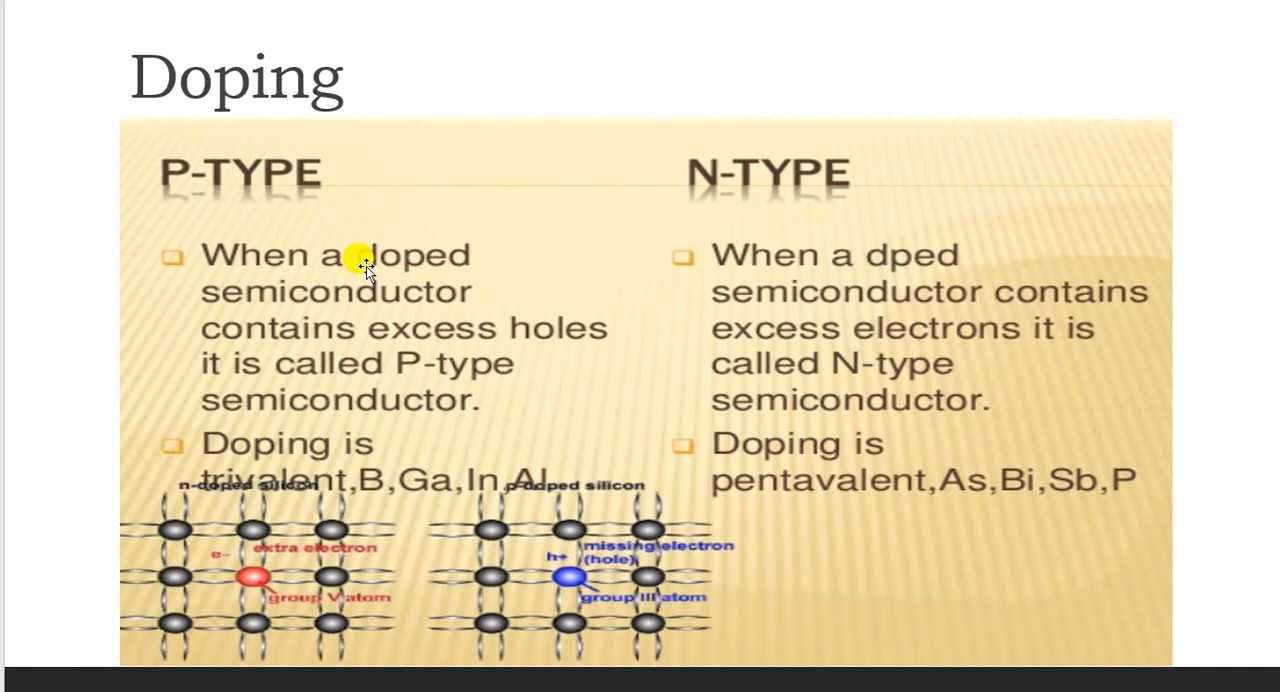 Doping
P-TYPE
When a doped
semiconductor
contains excess holes
it is called P-type
semiconductor.
Doping is
trivalent,B,Ga,In,Al
N-TYPE
When a dped
semiconductor contains
excess electrons it is
called N-type
semiconductor.
Doping is
pentavalent,As,Bi,Sb,P
n-doped silicon
e-
extra electron
group V atom
p-doped silicon
h+
missing electron
(hole)
group III atom